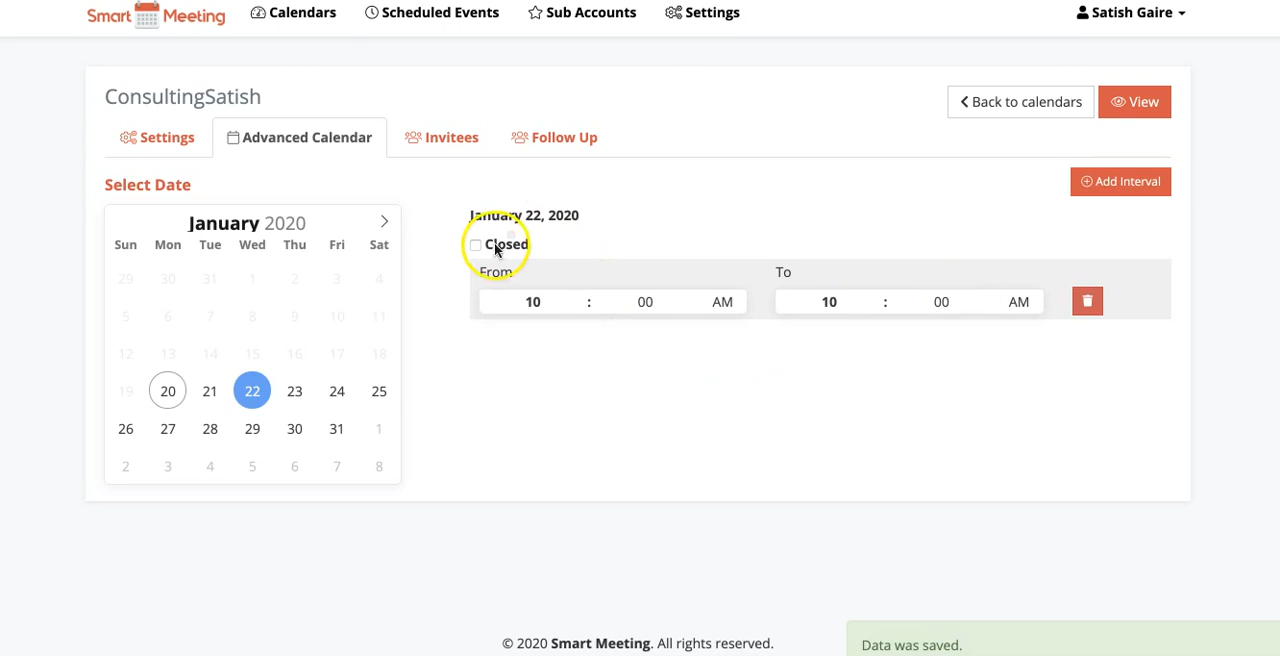 Smart Meeting Calendars Scheduled Events Sub Accounts Settings Satish Gaire
ConsultingSatish
Back to calendars View
Settings Advanced Calendar Invitees Follow Up
Select Date
Add Interval
January 2020
Sun Mon Tue Wed Thu Fri Sat
29 30 31 1 2 3 4
5 6 7 8 9 10 11
12 13 14 15 16 17 18
19 20 21 22 23 24 25
26 27 28 29 30 31 1
2 3 4 5 6 7 8
January 22, 2020
Closed
From To
10 : 00 AM 10 : 00 AM
© 2020 Smart Meeting. All rights reserved.
Data was saved.